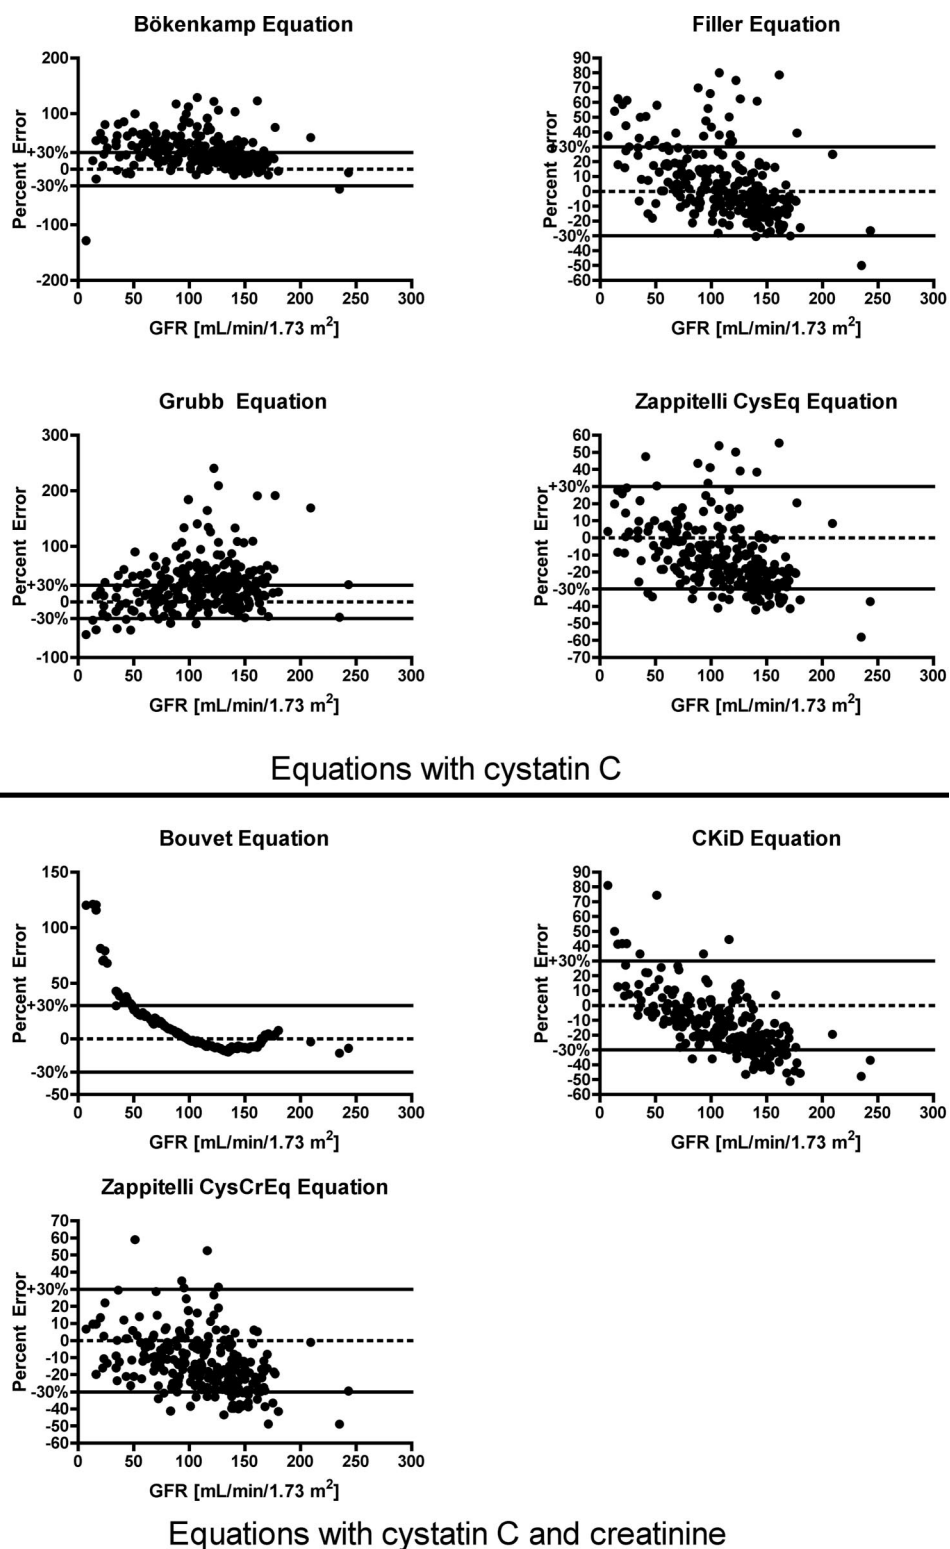 Bökenkamp Equation
200
100
+30%
0
-30%
-100
-200
Percent Error
0 50 100 150 200 250 300
GFR [mL/min/1.73 m²]
Filler Equation
90
80
70
60
50
40
+30%
20
10
0
-10
-20
-30%
-40
-50
-60
Percent Error
0 50 100 150 200 250 300
GFR [mL/min/1.73 m²]
Grubb Equation
300
200
100
+30%
0
-30%
-100
Percent Error
0 50 100 150 200 250 300
GFR [mL/min/1.73 m²]
Zappitelli CysEq Equation
60
50
40
+30%
20
10
0
-10
-20
-30%
-40
-50
-60
-70
Percent Error
0 50 100 150 200 250 300
GFR [mL/min/1.73 m²]
Equations with cystatin C
Bouvet Equation
150
100
50
+30%
0
-30%
-50
Percent Error
0 50 100 150 200 250 300
GFR [mL/min/1.73 m²]
CKiD Equation
90
80
70
60
50
40
+30%
20
10
0
-10
-20
-30%
-40
-50
-60
Percent Error
0 50 100 150 200 250 300
GFR [mL/min/1.73 m²]
Zappitelli CysCrEq Equation
70
60
50
40
+30%
20
10
0
-10
-20
-30%
-40
-50
-60
Percent Error
0 50 100 150 200 250 300
GFR [mL/min/1.73 m²]
Equations with cystatin C and creatinine